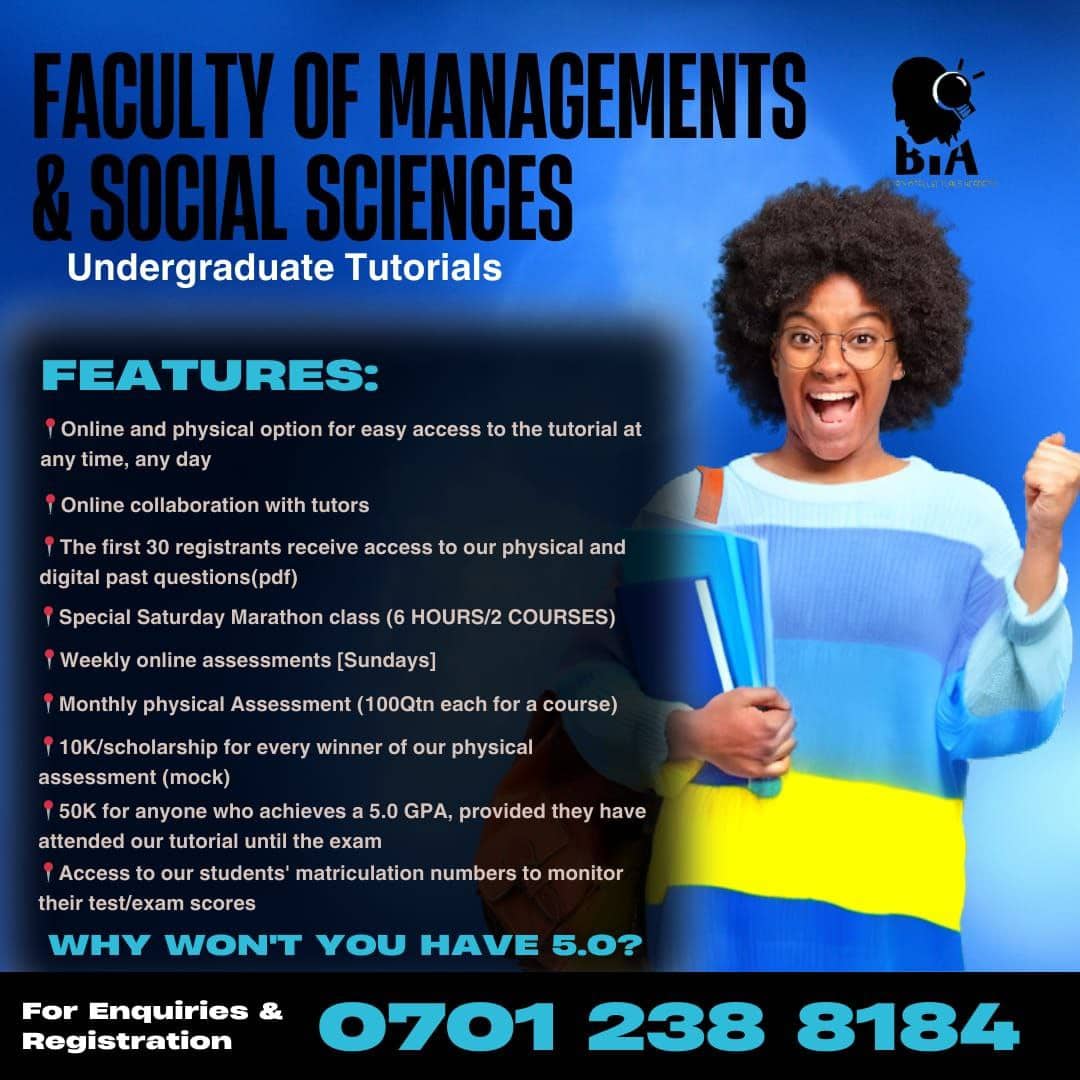 FACULTY OF MANAGEMENTS
& SOCIAL SCIENCES
BIA
Undergraduate Tutorials
FEATURES:
Online and physical option for easy access to the tutorial at
any time, any day
Online collaboration with tutors
The first 30 registrants receive access to our physical and
digital past questions(pdf)
Special Saturday Marathon class (6 HOURS/2 COURSES)
Weekly online assessments [Sundays]
Monthly physical Assessment (100Qtn each for a course)
10K/scholarship for every winner of our physical
assessment (mock)
50K for anyone who achieves a 5.0 GPA, provided they have
attended our tutorial until the exam
Access to our students' matriculation numbers to monitor
their test/exam scores
WHY WON'T YOU HAVE 5.0?
For Enquiries &
Registration
0701 238 8184